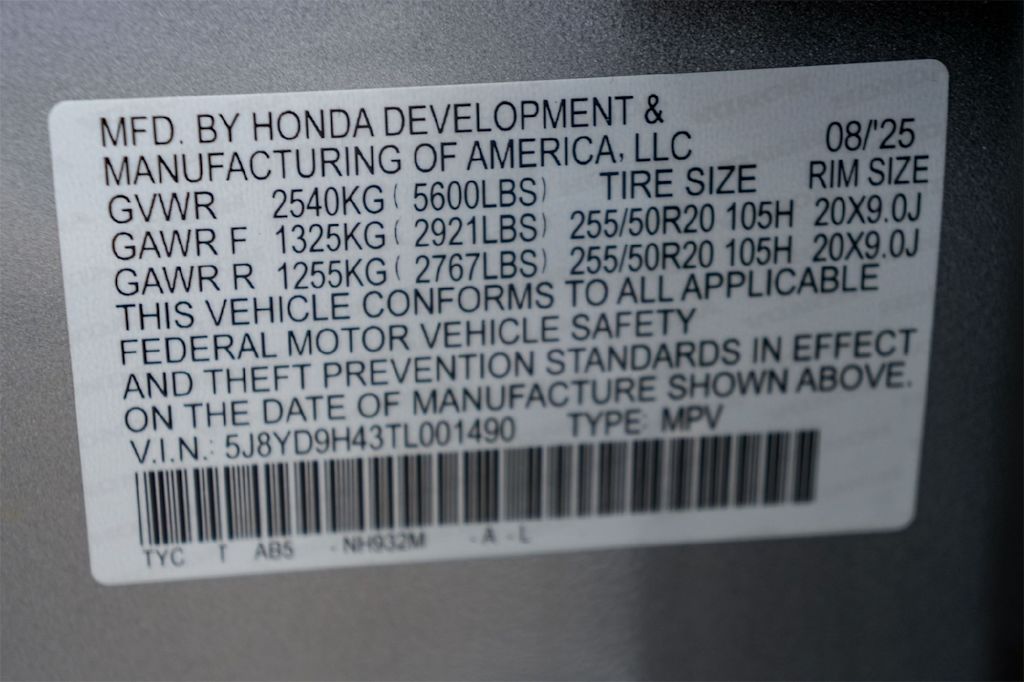 MFD. BY HONDA DEVELOPMENT &
MANUFACTURING OF AMERICA, LLC 08/'25
GVWR 2540KG ( 5600LBS) TIRE SIZE RIM SIZE
GAWR F 1325KG ( 2921LBS) 255/50R20 105H 20X9.0J
GAWR R 1255KG ( 2767LBS) 255/50R20 105H 20X9.0J
THIS VEHICLE CONFORMS TO ALL APPLICABLE
FEDERAL MOTOR VEHICLE SAFETY
AND THEFT PREVENTION STANDARDS IN EFFECT
ON THE DATE OF MANUFACTURE SHOWN ABOVE.
V.I.N.: 5J8YD9H43TL001490 TYPE: MPV
TYC T AB5 - NH932M - A - L